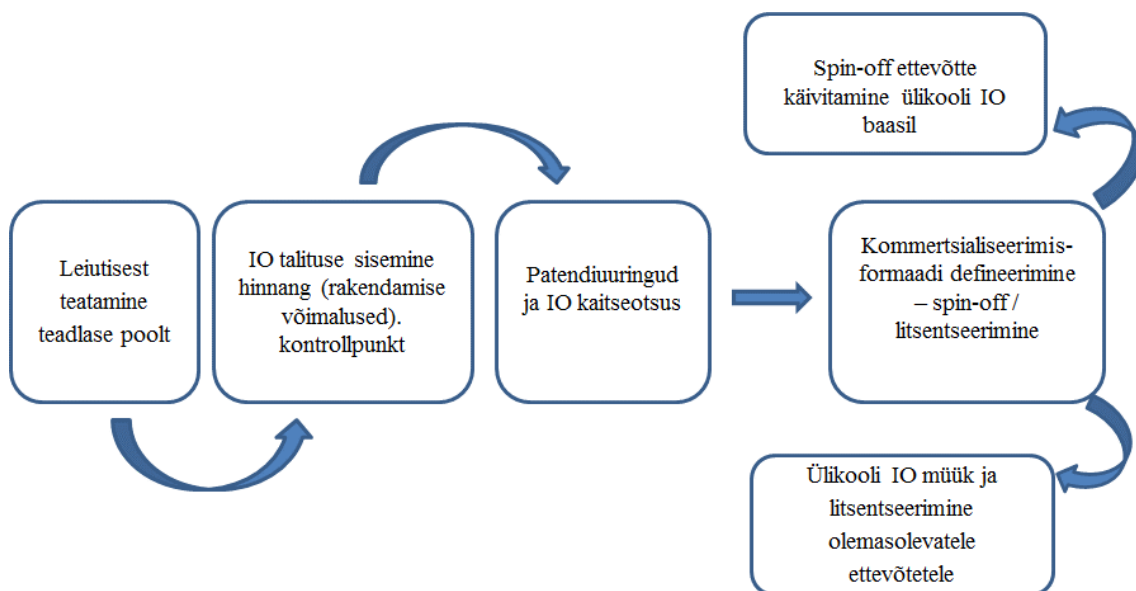 Leiutisest
teatamine
teadlase poolt
IO talituse sisemine
hinnang (rakendamise
võimalused).
kontrollpunkt
Patendiuuringud
ja IO kaitseotsus
Kommertsialiseerimis-
formaadi defineerimine
– spin-off /
litsentseerimine
Spin-off ettevõtte
käivitamine ülikooli IO
baasil
Ülikooli IO müük ja
litsentseerimine
olemasolevatele
ettevõtetele